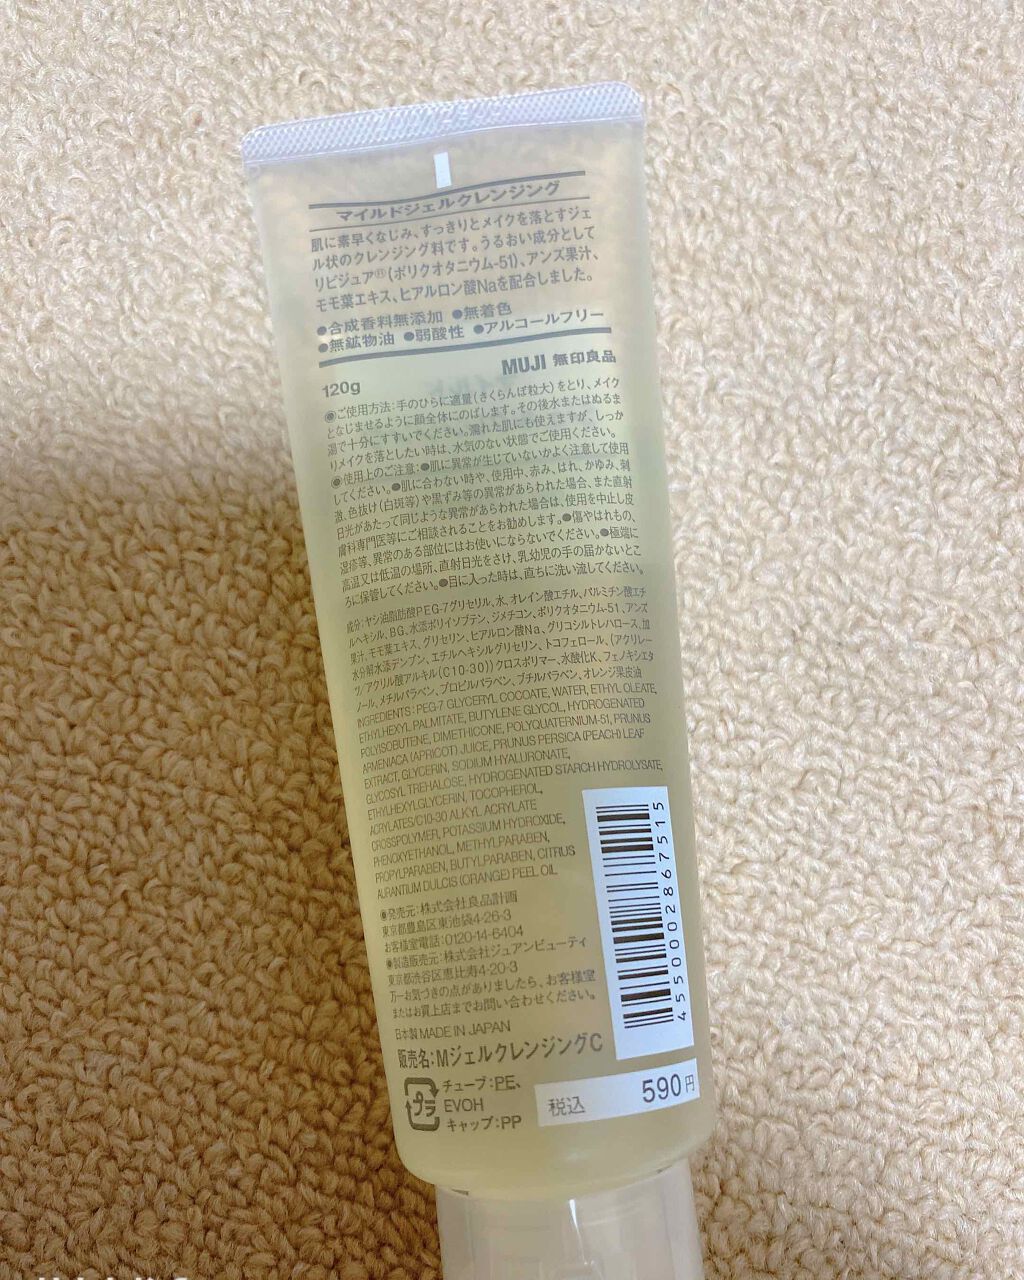 マイルドジェルクレンジング
肌に素早くなじみ、すっきりとメイクを落とすジェ
ル状のクレンジング料です。うるおい成分として
リピジュア®(ポリクオタニウム-51)、アンズ果汁、
モモ葉エキス、ヒアルロン酸Naを配合しました。
●合成香料無添加 ●無着色
●無鉱物油 ●弱酸性 ●アルコールフリー
MUJI 無印良品
120g
◉ご使用方法:手のひらに適量(さくらんぼ粒大)をとり、メイク
となじませるように顔全体にのばします。その後水またはぬるま
湯で十分にすすいでください。濡れた肌にも使えますが、しっか
りメイクを落としたい時は、水気のない状態でご使用ください。
◉使用上のご注意:●肌に異常が生じていないかよく注意して使用
してください。●肌に合わない時や、使用中、赤み、はれ、かゆみ、刺
激、色抜け(白斑等)や黒ずみ等の異常があらわれた場合、また直射
日光があたって同じような異常があらわれた場合は、使用を中止し皮
膚科専門医等にご相談されることをお勧めします。●傷やはれもの、
湿疹等、異常のある部位にはお使いにならないでください。●極端に
高温又は低温の場所、直射日光をさけ、乳幼児の手の届かないとこ
ろに保管してください。●目に入った時は、直ちに洗い流してください。
成分:ヤシ油脂肪酸PEG-7グリセリル、水、オレイン酸エチル、パルミチン酸エチ
ルヘキシル、BG、水添ポリイソブテン、ジメチコン、ポリクオタニウム-51、アンズ
果汁、モモ葉エキス、グリセリン、ヒアルロン酸Na、グリコシルトレハロース、加
水分解水添デンプン、エチルヘキシルグリセリン、トコフェロール、(アクリレー
ツ/アクリル酸アルキル(C10-30))クロスポリマー、水酸化K、フェノキシエタ
ノール、メチルパラベン、プロピルパラベン、ブチルパラベン、オレンジ果皮油
INGREDIENTS: PEG-7 GLYCERYL COCOATE, WATER, ETHYL OLEATE,
ETHYLHEXYL PALMITATE, BUTYLENE GLYCOL, HYDROGENATED
POLYISOBUTENE, DIMETHICONE, POLYQUATERNIUM-51, PRUNUS
ARMENIACA (APRICOT) JUICE, PRUNUS PERSICA (PEACH) LEAF
EXTRACT, GLYCERIN, SODIUM HYALURONATE,
GLYCOSYL TREHALOSE, HYDROGENATED STARCH HYDROLYSATE,
ETHYLHEXYLGLYCERIN, TOCOPHEROL,
ACRYLATES/C10-30 ALKYL ACRYLATE
CROSSPOLYMER, POTASSIUM HYDROXIDE,
PHENOXYETHANOL, METHYLPARABEN,
PROPYLPARABEN, BUTYLPARABEN, CITRUS
AURANTIUM DULCIS (ORANGE) PEEL OIL
◉発売元:株式会社良品計画
東京都豊島区東池袋4-26-3
お客様室電話:0120-14-6404
◉製造販売元:株式会社ジュアンビューティ
東京都渋谷区恵比寿4-20-3
万一お気づきの点がありましたら、お客様室
またはお買上店までお問い合わせください。
日本製 MADE IN JAPAN
販売名:MジェルクレンジングC
プラ
チューブ:PE、
EVOH
キャップ:PP
4550002867515
税込 590円